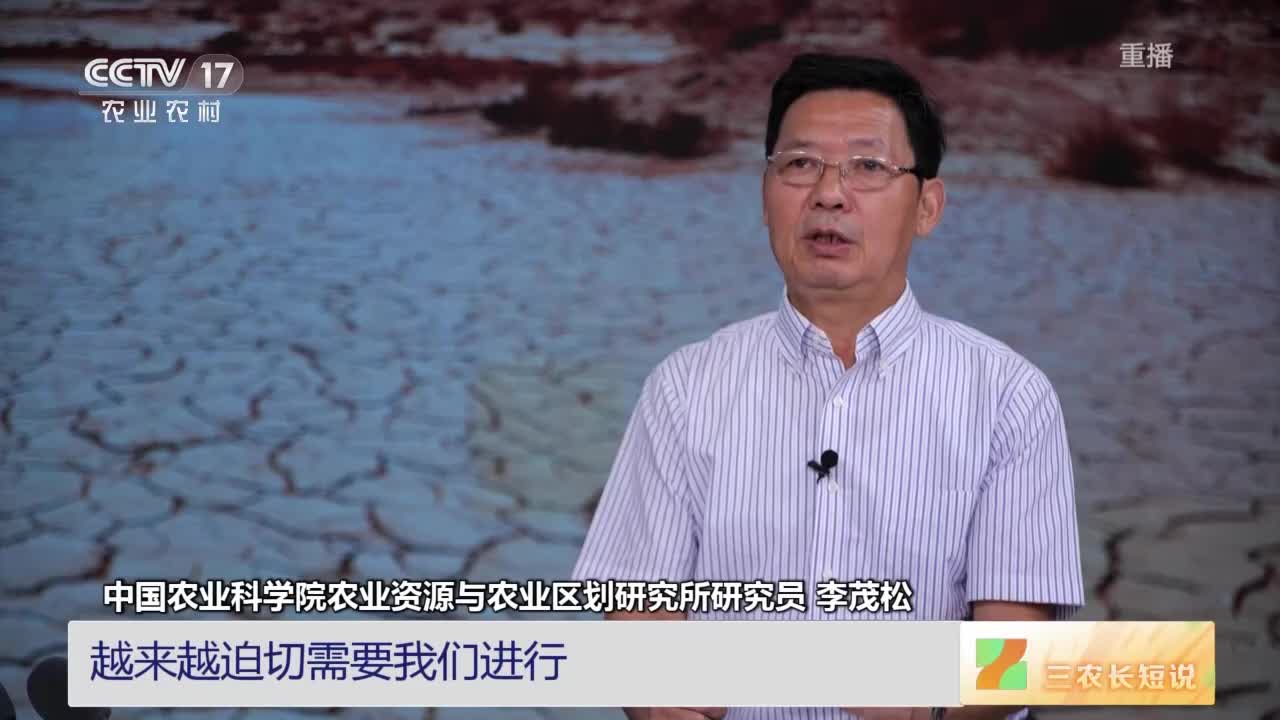 CCTV 17
农业农村
重播
中国农业科学院农业资源与农业区划研究所研究员 李茂松
越来越迫切需要我们进行
三农长短说